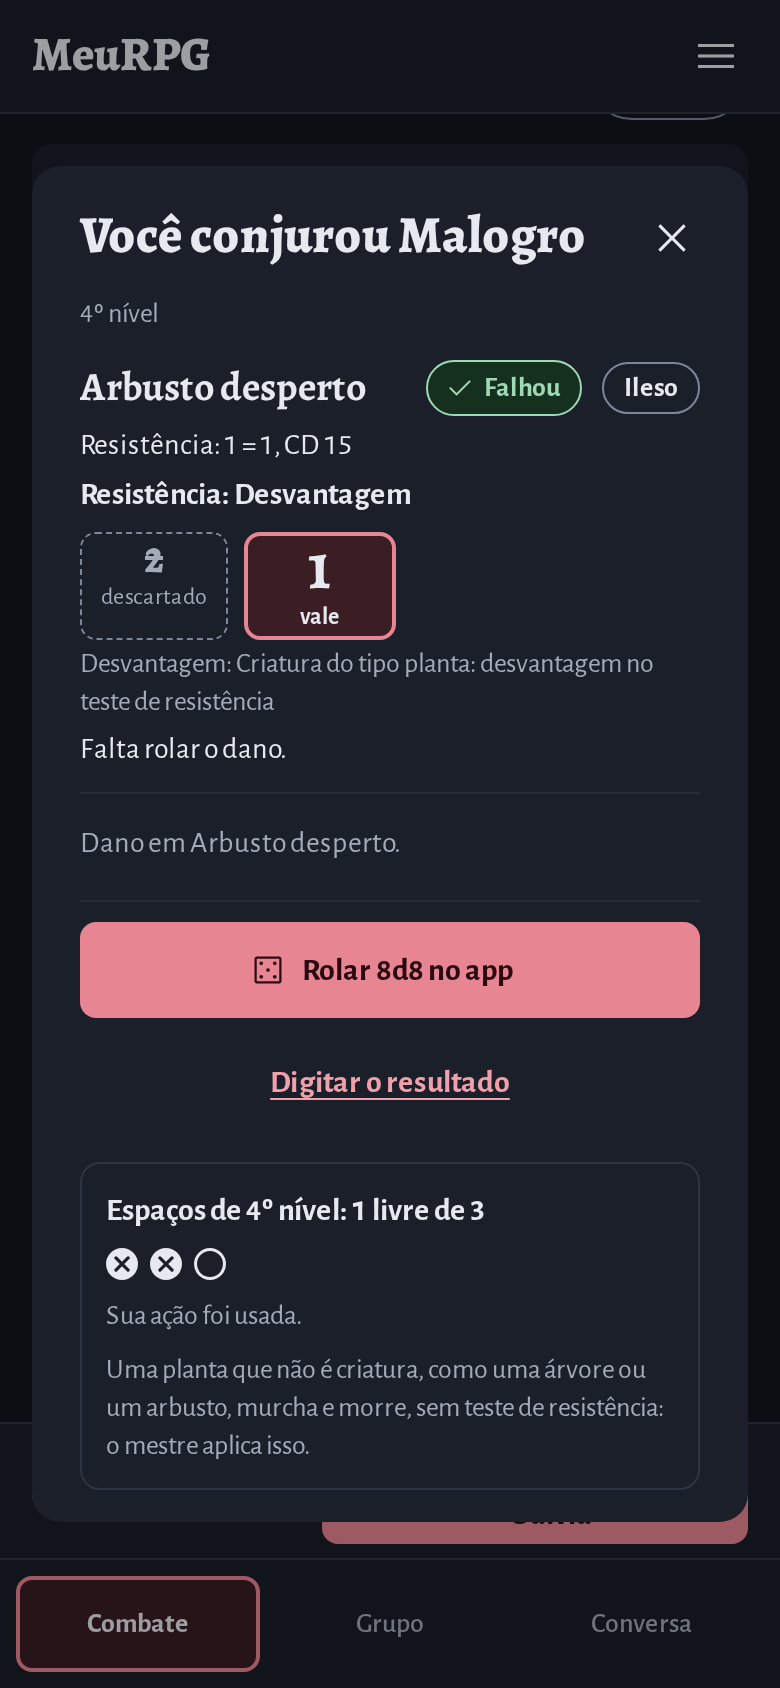 MeuRPG
Você conjurou Malogro
4º nível
Arbusto desperto
Falhou
Ileso
Resistência: 1 = 1, CD 15
Resistência: Desvantagem
2
descartado
1
vale
Desvantagem: Criatura do tipo planta: desvantagem no
teste de resistência
Falta rolar o dano.
Dano em Arbusto desperto.
Rolar 8d8 no app
Digitar o resultado
Espaços de 4º nível: 1 livre de 3
Sua ação foi usada.
Uma planta que não é criatura, como uma árvore ou
um arbusto, murcha e morre, sem teste de resistência:
o mestre aplica isso.
Combate
Grupo
Conversa